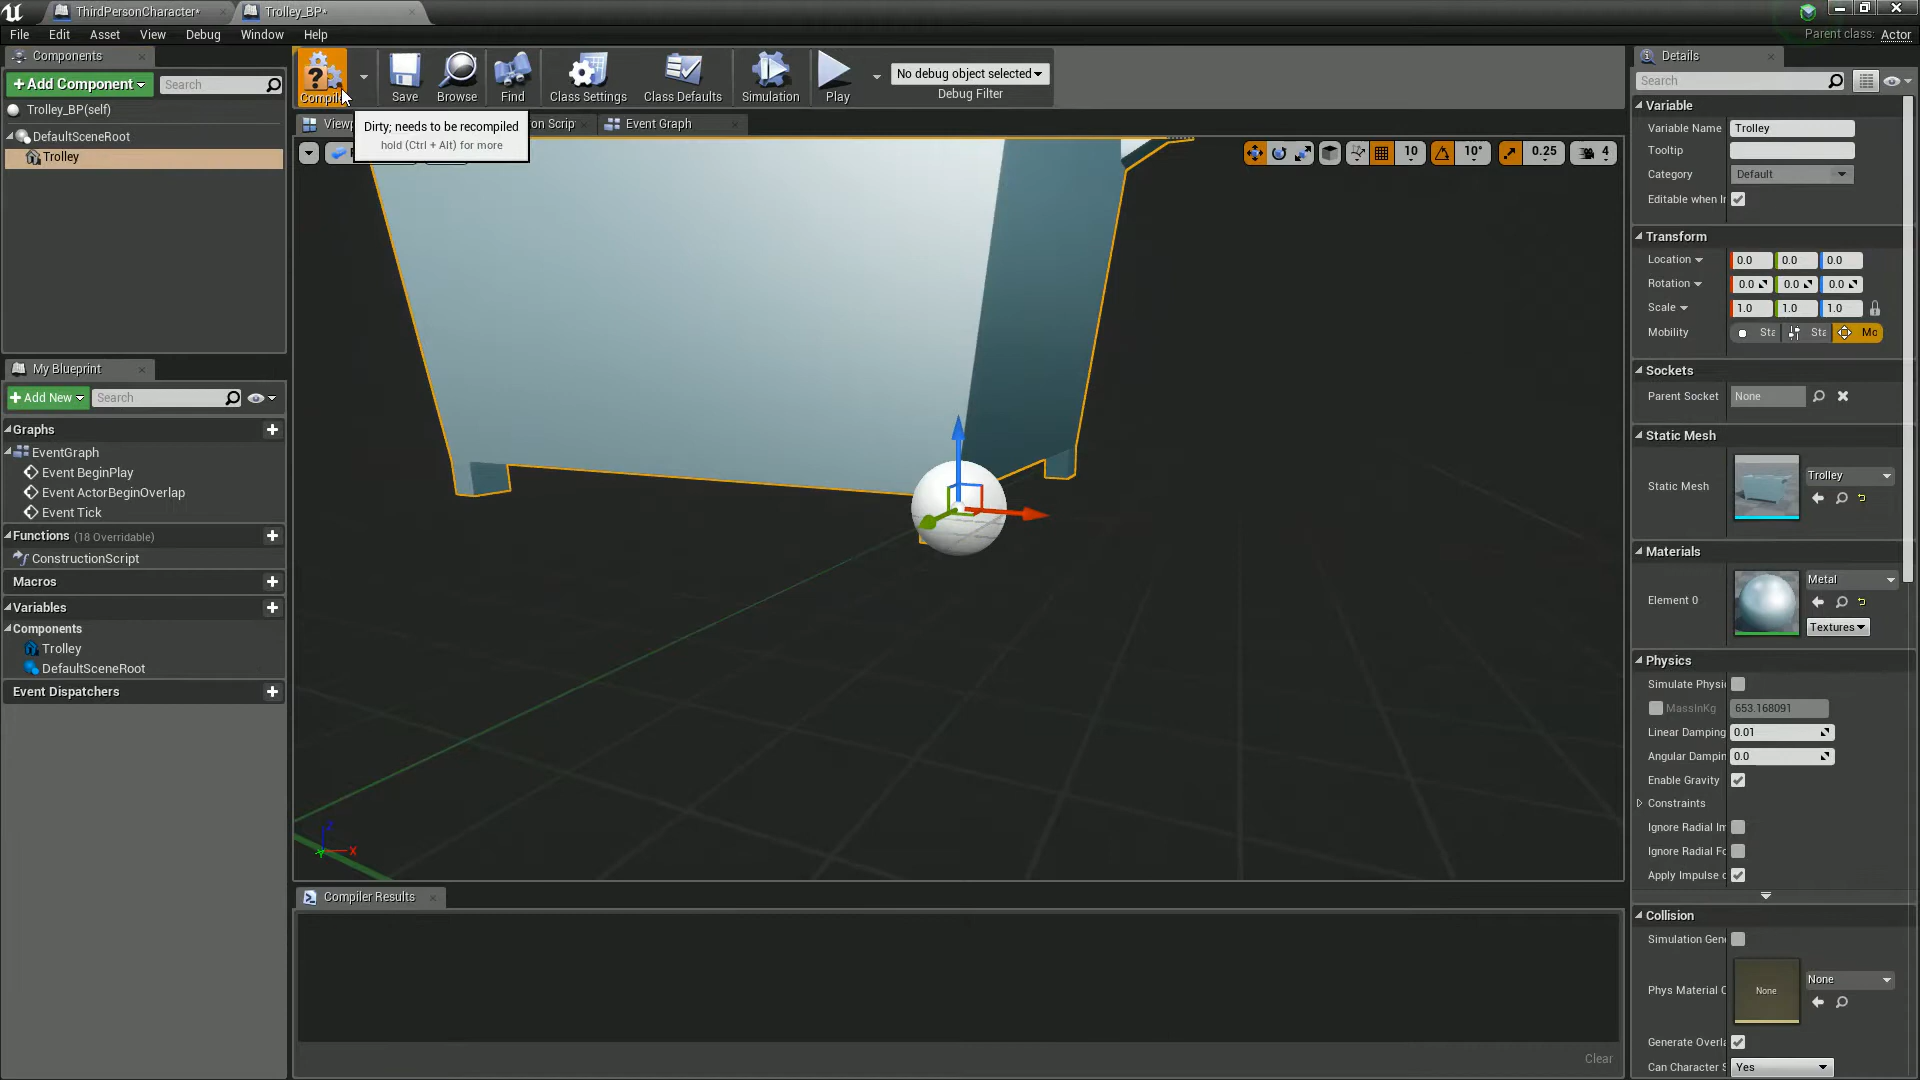 ThirdPersonCharacter*
Trolley_BP*
File Edit Asset View Debug Window Help
Parent class: Actor
Components
+Add Component
Search
Trolley_BP(self)
DefaultSceneRoot
Trolley
Save
Browse
Find
Class Settings
Class Defaults
Simulation
Play
No debug object selected
Debug Filter
Dirty; needs to be recompiled
hold (Ctrl + Alt) for more
on Scrip
Event Graph
10
10°
0.25
4
My Blueprint
+Add New
Search
Graphs
EventGraph
Event BeginPlay
Event ActorBeginOverlap
Event Tick
Functions (18 Overridable)
ConstructionScript
Macros
Variables
Components
Trolley
DefaultSceneRoot
Event Dispatchers
Z
X
Compiler Results
Clear
Details
Search
Variable
Variable Name Trolley
Tooltip
Category Default
Editable when I
Transform
Location 0.0 0.0 0.0
Rotation 0.0 0.0 0.0
Scale 1.0 1.0 1.0
Mobility Sta Sta Mo
Sockets
Parent Socket None
Static Mesh
Static Mesh Trolley
Materials
Element 0 Metal
Textures
Physics
Simulate Physi
MassInKg 653.168091
Linear Damping 0.01
Angular Dampin 0.0
Enable Gravity
Constraints
Ignore Radial Im
Ignore Radial Fo
Apply Impulse o
Collision
Simulation Gene
Phys Material O None None
Generate Overla
Can Character S Yes